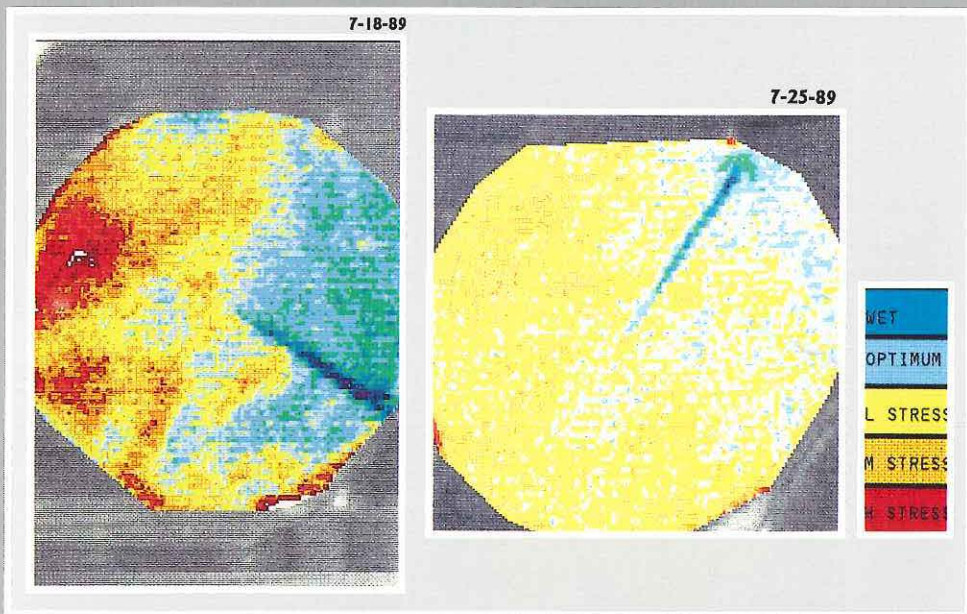 7-18-89
7-25-89
WET
OPTIMUM
L STRESS
M STRESS
H STRESS